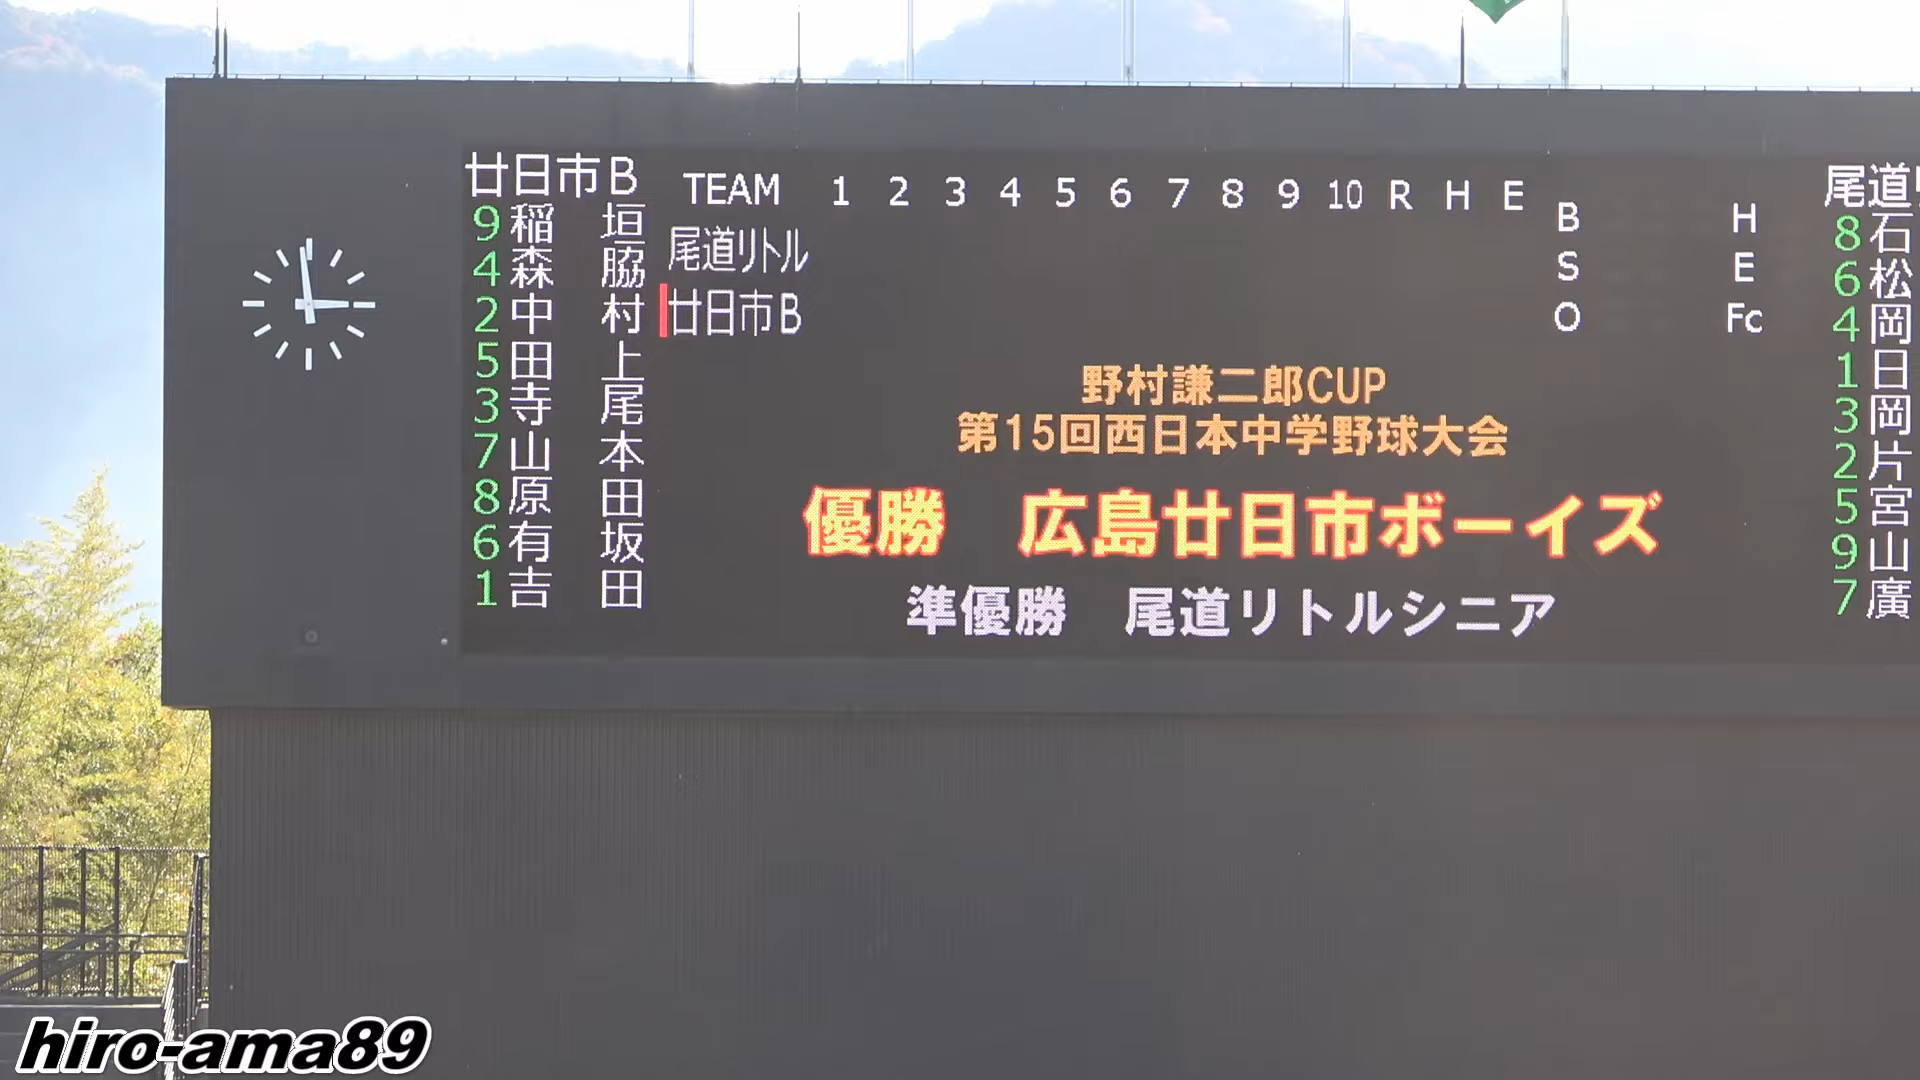 廿日市B
9 稲垣
4 森脇
2 中村
5 田上
3 寺尾
7 山本
8 原田
6 有坂
1 吉田
TEAM 1 2 3 4 5 6 7 8 9 10 R H E
尾道リトル
廿日市B
B
S
O
H
E
Fc
野村謙二郎CUP
第15回西日本中学野球大会
優勝 広島廿日市ボーイズ
準優勝 尾道リトルシニア
尾道
8 石
6 松
4 岡
1 日
3 岡
2 片
5 宮
9 山
7 廣
hiro-ama89